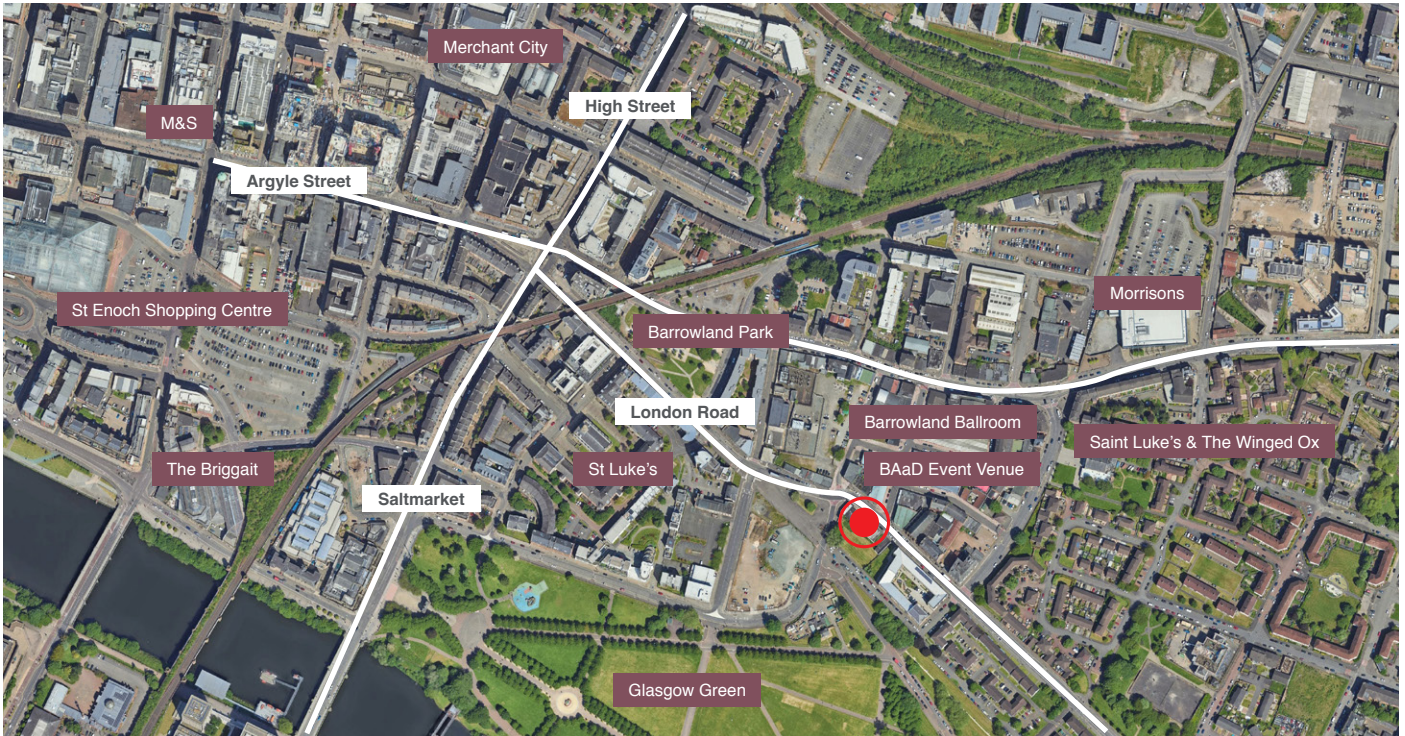 Merchant City
High Street
M&S
Argyle Street
St Enoch Shopping Centre
Morrisons
Barrowland Park
London Road
Barrowland Ballroom
Saint Luke’s & The Winged Ox
The Briggait
St Luke’s
BAaD Event Venue
Saltmarket
Glasgow Green